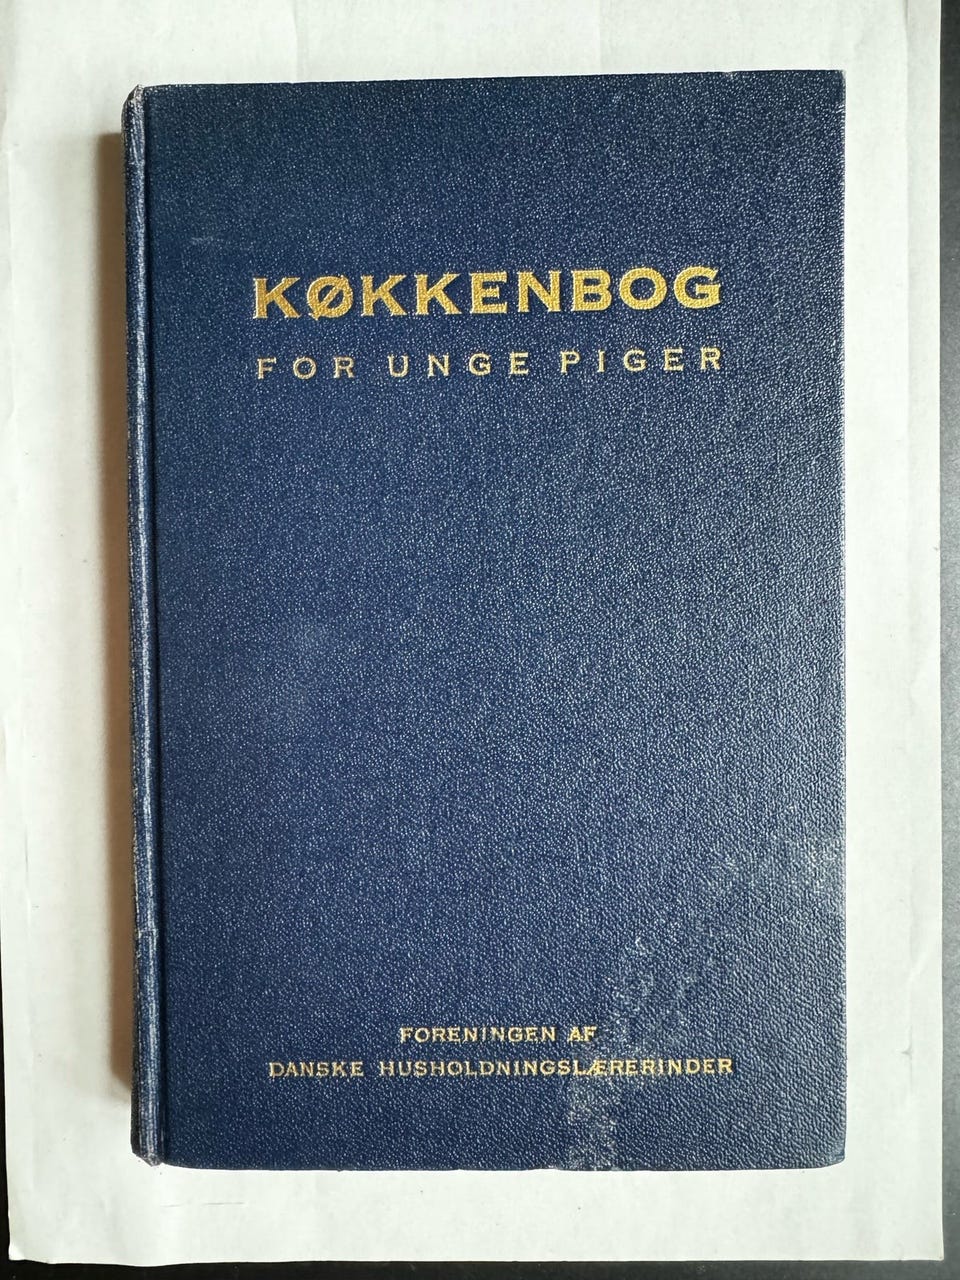 KØKKENBOG
FOR UNGE PIGER
FORENINGEN AF
DANSKE HUSHOLDNINGSLÆRERINDER